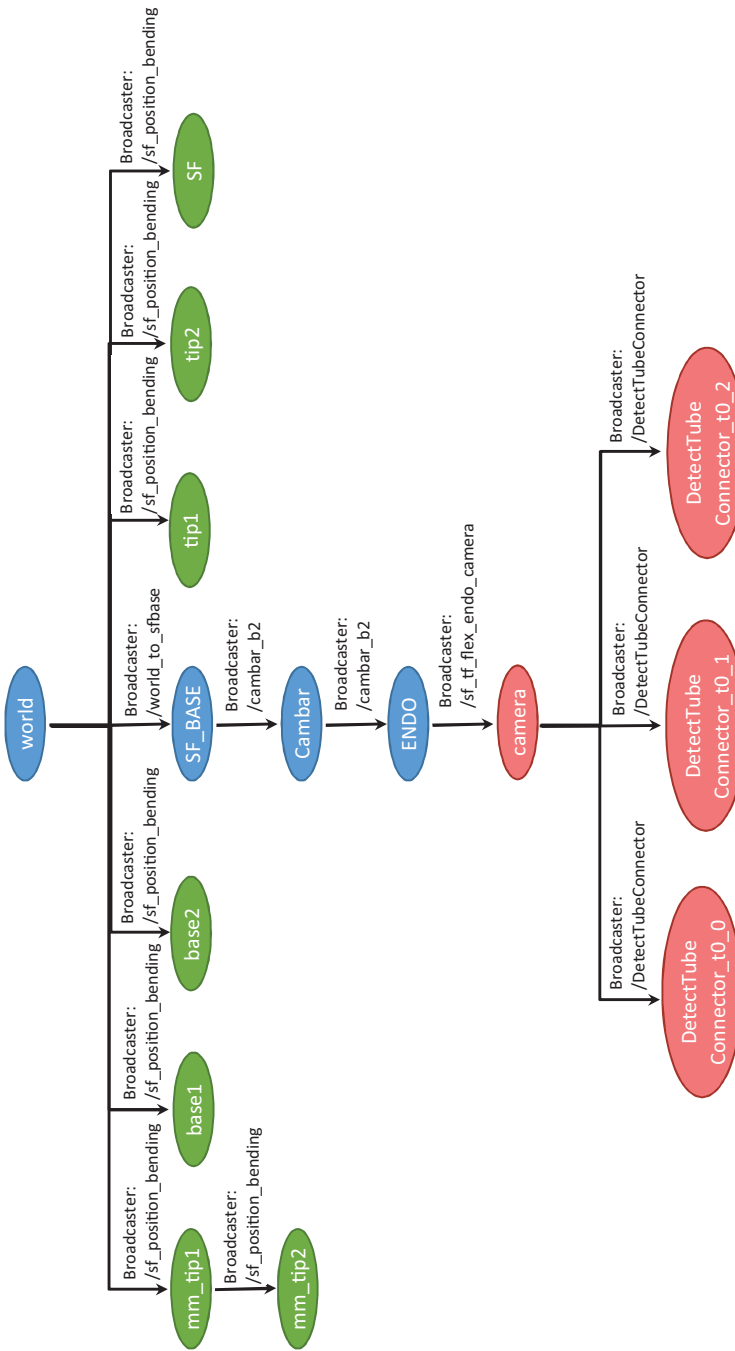 world
Broadcaster:
/sf_position_bending
Broadcaster:
/sf_position_bending
Broadcaster:
/sf_position_bending
Broadcaster:
/world_to_sfbase
Broadcaster:
/sf_position_bending
Broadcaster:
/sf_position_bending
Broadcaster:
/sf_position_bending
mm_tip1
base1
base2
SF_BASE
tip1
tip2
SF
Broadcaster:
/sf_position_bending
Broadcaster:
/cambar_b2
mm_tip2
Cambar
Broadcaster:
/cambar_b2
ENDO
Broadcaster:
/sf_tf_flex_endo_camera
camera
Broadcaster:
/DetectTubeConnector
Broadcaster:
/DetectTubeConnector
Broadcaster:
/DetectTubeConnector
DetectTube
Connector_t0_0
DetectTube
Connector_t0_1
DetectTube
Connector_t0_2